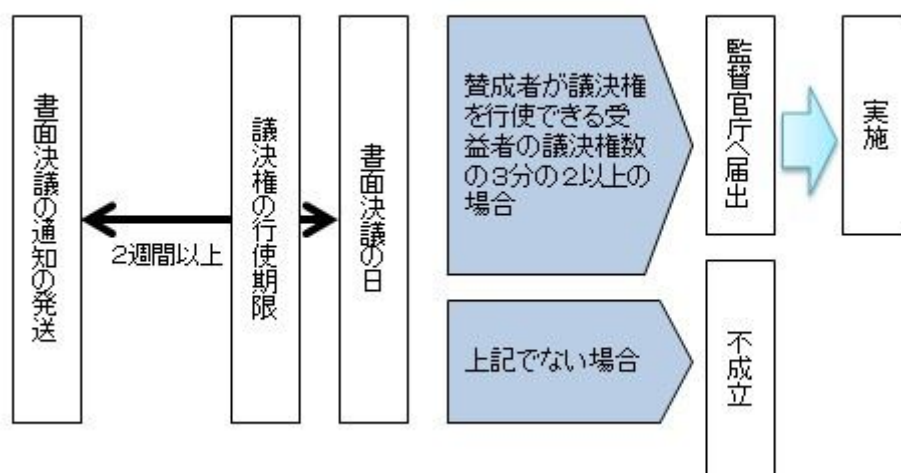 書面決議の通知の発送
2週間以上
議決権の行使期限
書面決議の日
賛成者が議決権
を行使できる受
益者の議決権数
の3分の2以上の
場合
監督官庁へ届出
実施
上記でない場合
不成立